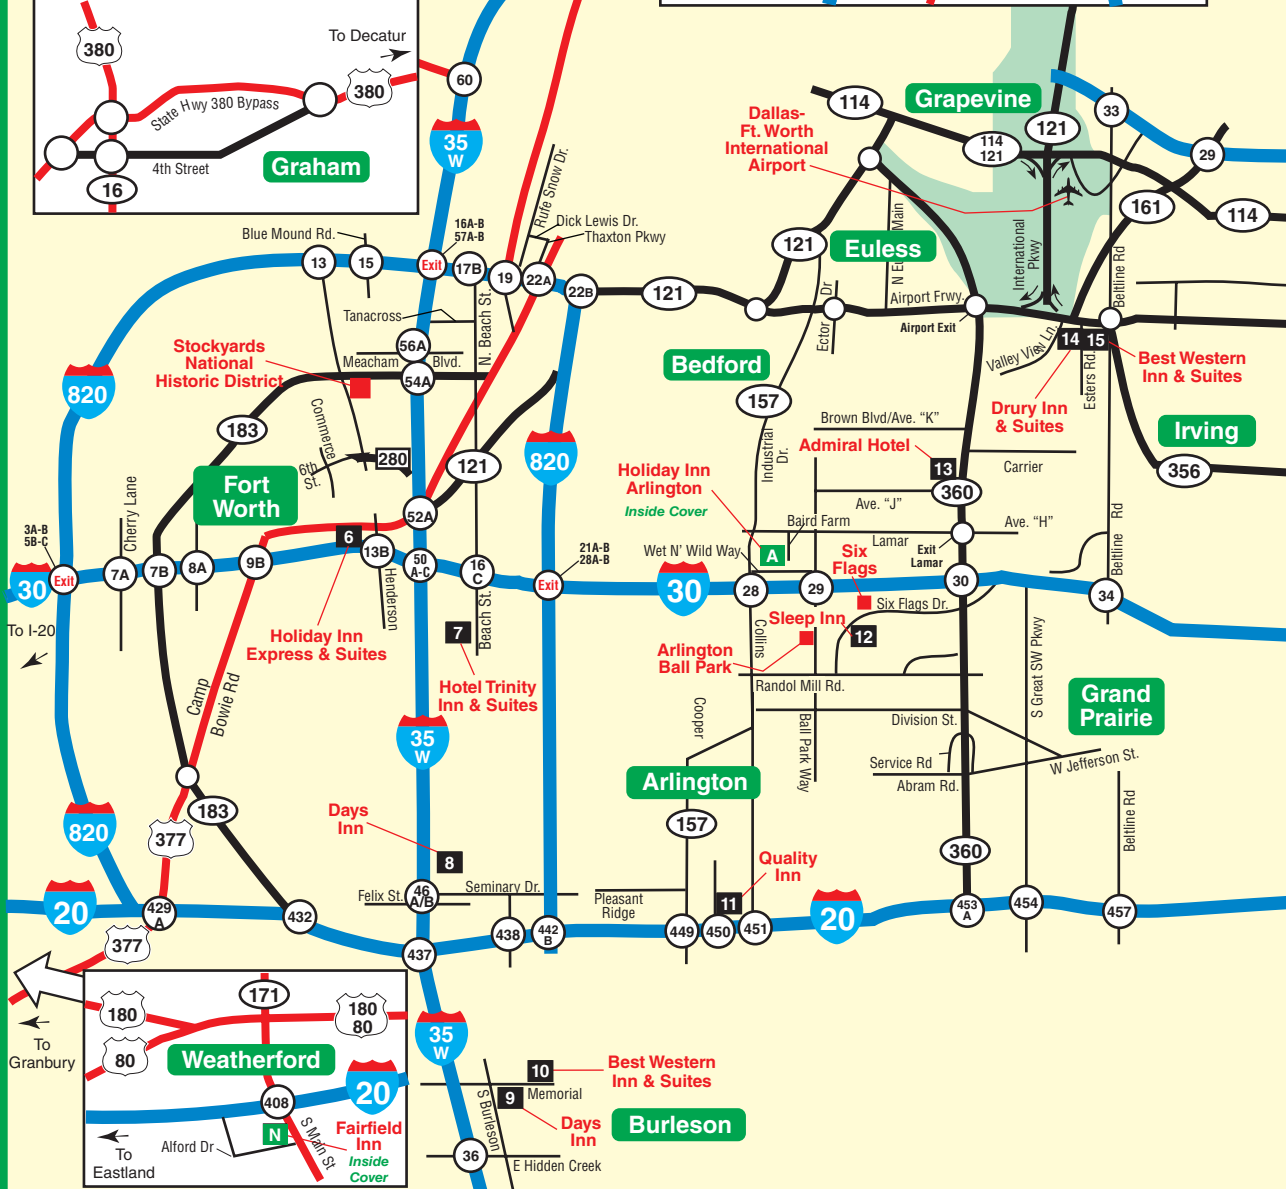 380
To Decatur
380
State Hwy 380 Bypass
4th Street
Graham
16
60
35
W
Rufe Snow Dr.
Dick Lewis Dr.
Thaxton Pkwy
Blue Mound Rd.
16A-B
57A-B
13
15
Exit
17B
19
22A
22B
121
Tanacross
N. Beach St.
56A
Meacham
Blvd.
54A
Stockyards
National
Historic District
820
183
Commerce
6th
St.
280
121
820
Fort
Worth
52A
Cherry Lane
3A-B
5B-C
30
Exit
7A
7B
8A
9B
6
13B
50
A-C
16
C
21A-B
28A-B
Exit
30
Henderson
Beach St.
To I-20
Holiday Inn
Express & Suites
7
Hotel Trinity
Inn & Suites
Camp
Bowie Rd
35
W
183
377
820
Days
Inn
8
Felix St.
46
A/B
Seminary Dr.
20
429
A
432
437
438
442
B
377
To
Granbury
114
Grapevine
121
33
Dallas-
Ft. Worth
International
Airport
114
121
29
161
114
121
Euless
N Eu
Main
International
Pkwy
Beltline Rd
Ector
Dr
Airport Frwy.
Airport Exit
Valley View Ln.
14
15
Esters Rd.
Best Western
Inn & Suites
Drury Inn
& Suites
Irving
356
Bedford
157
Brown Blvd/Ave. “K”
Admiral Hotel
13
Carrier
Industrial
Dr.
Holiday Inn
Arlington
Inside Cover
360
Ave. “J”
Baird Farm
Ave. “H”
Lamar
Exit
Lamar
Wet N’ Wild Way
A
Six
Flags
Beltline
Rd
28
29
30
34
Six Flags Dr.
Sleep Inn
12
Arlington
Ball Park
Collins
Randol Mill Rd.
S Great SW Pkwy
Grand
Prairie
Cooper
Ball Park Way
Division St.
Service Rd
Abram Rd.
W Jefferson St.
Arlington
157
360
Beltline Rd
Quality
Inn
Pleasant
Ridge
11
449
450
451
20
453
A
454
457
180
171
180
80
80
Weatherford
20
408
N
Fairfield
Inn
Inside
Cover
Alford Dr
S Main St
To
Eastland
35
W
10
Best Western
Inn & Suites
Memorial
9
S Burleson
Days
Inn
Burleson
36
E Hidden Creek